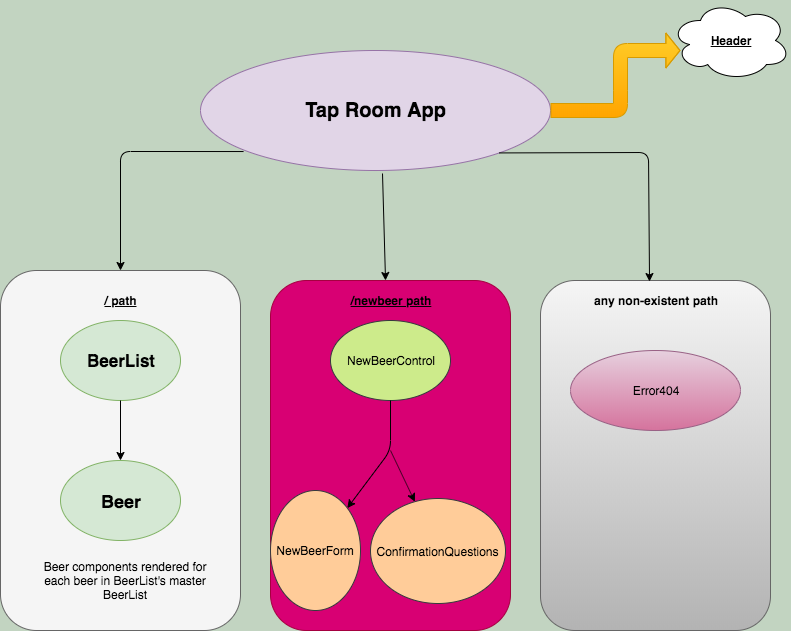 Header
Tap Room App
/ path
/newbeer path
any non-existent path
BeerList
NewBeerControl
Error404
Beer
NewBeerForm
ConfirmationQuestions
Beer components rendered for
each beer in BeerList's master
BeerList